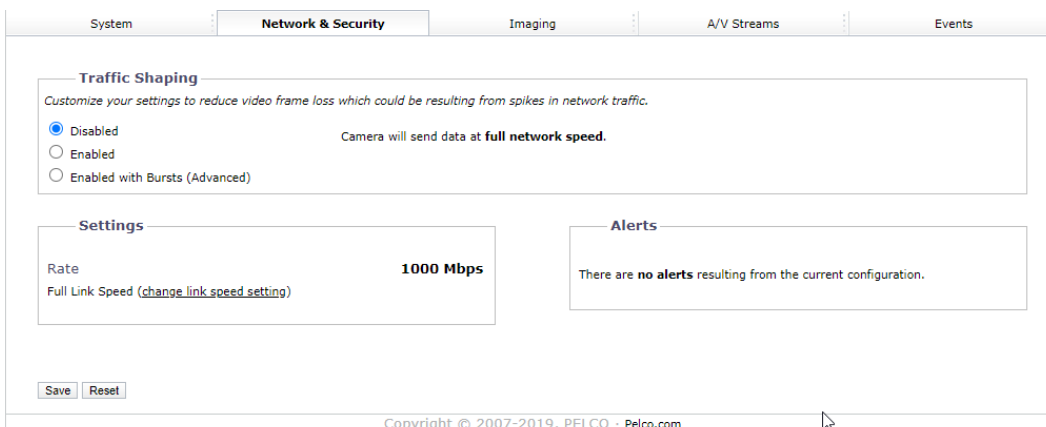 System Network & Security Imaging A/V Streams Events
Traffic Shaping
Customize your settings to reduce video frame loss which could be resulting from spikes in network traffic.
Disabled
Camera will send data at full network speed.
Enabled
Enabled with Bursts (Advanced)
Settings
Rate 1000 Mbps
Full Link Speed (change link speed setting)
Alerts
There are no alerts resulting from the current configuration.
Save Reset
Copyright © 2007-2019, PELCO · Pelco.com